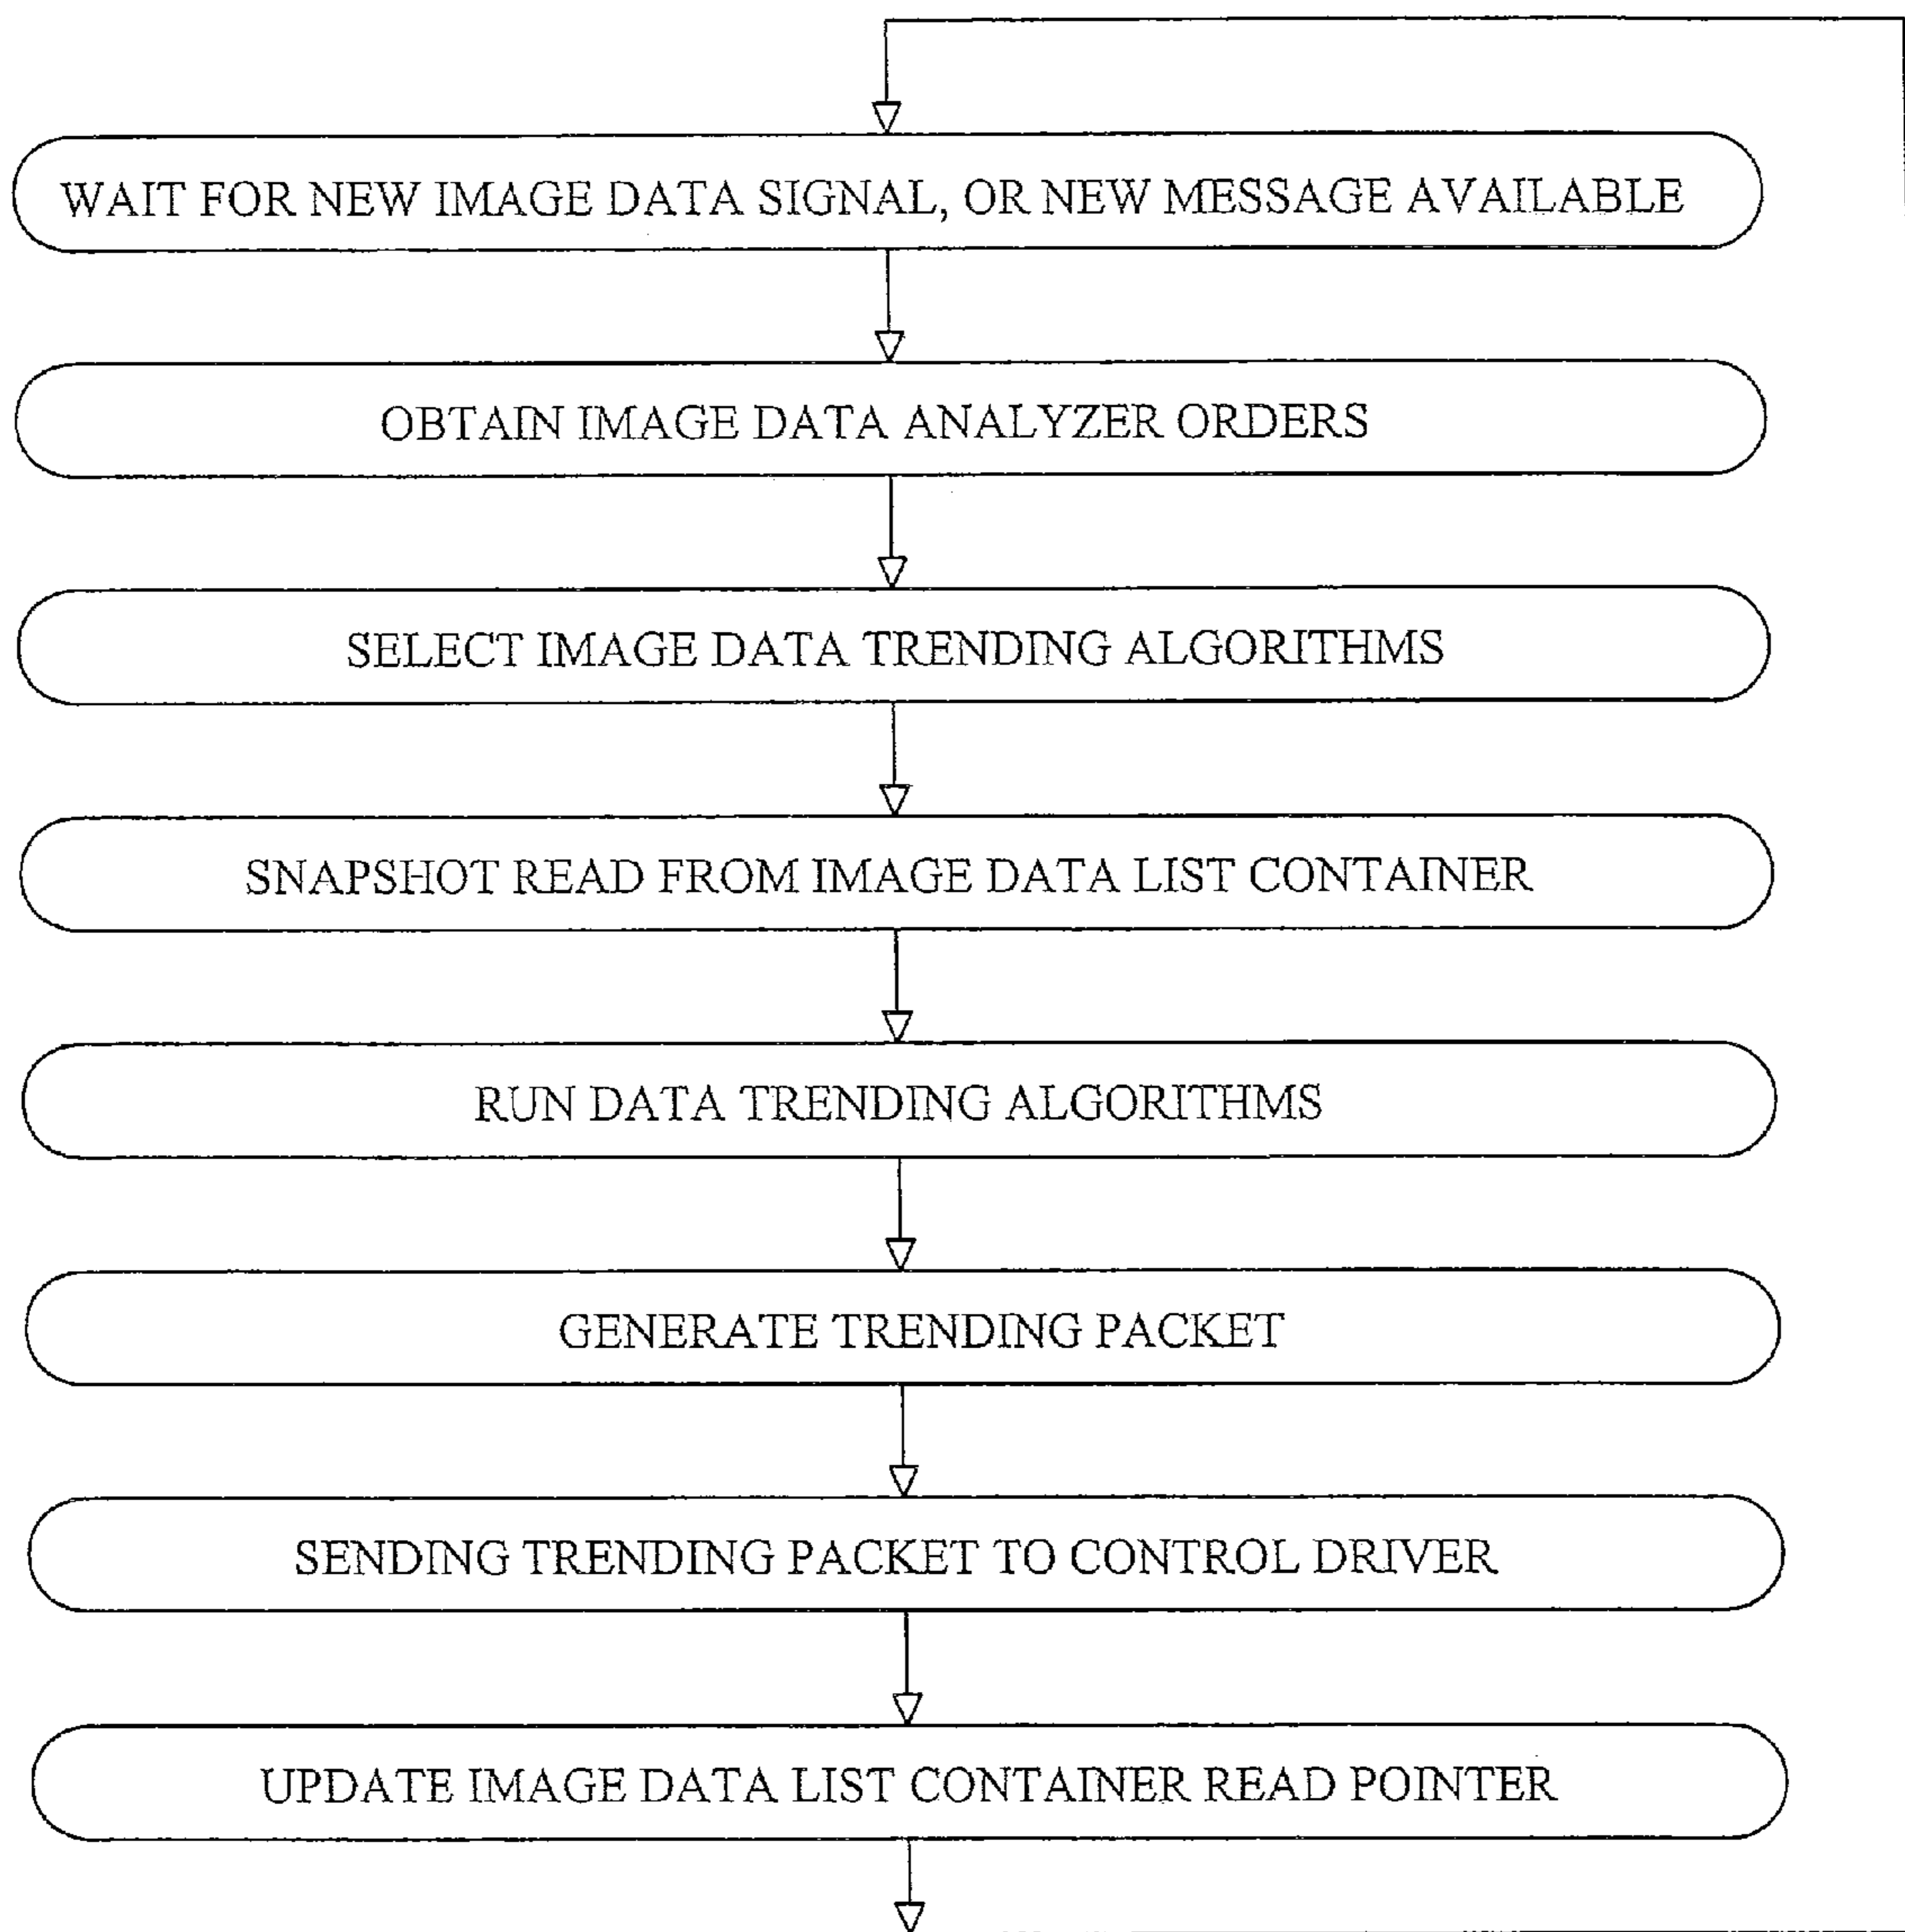 WAIT FOR NEW IMAGE DATA SIGNAL, OR NEW MESSAGE AVAILABLE
OBTAIN IMAGE DATA ANALYZER ORDERS
SELECT IMAGE DATA TRENDING ALGORITHMS
SNAPSHOT READ FROM IMAGE DATA LIST CONTAINER
RUN DATA TRENDING ALGORITHMS
GENERATE TRENDING PACKET
SENDING TRENDING PACKET TO CONTROL DRIVER
UPDATE IMAGE DATA LIST CONTAINER READ POINTER